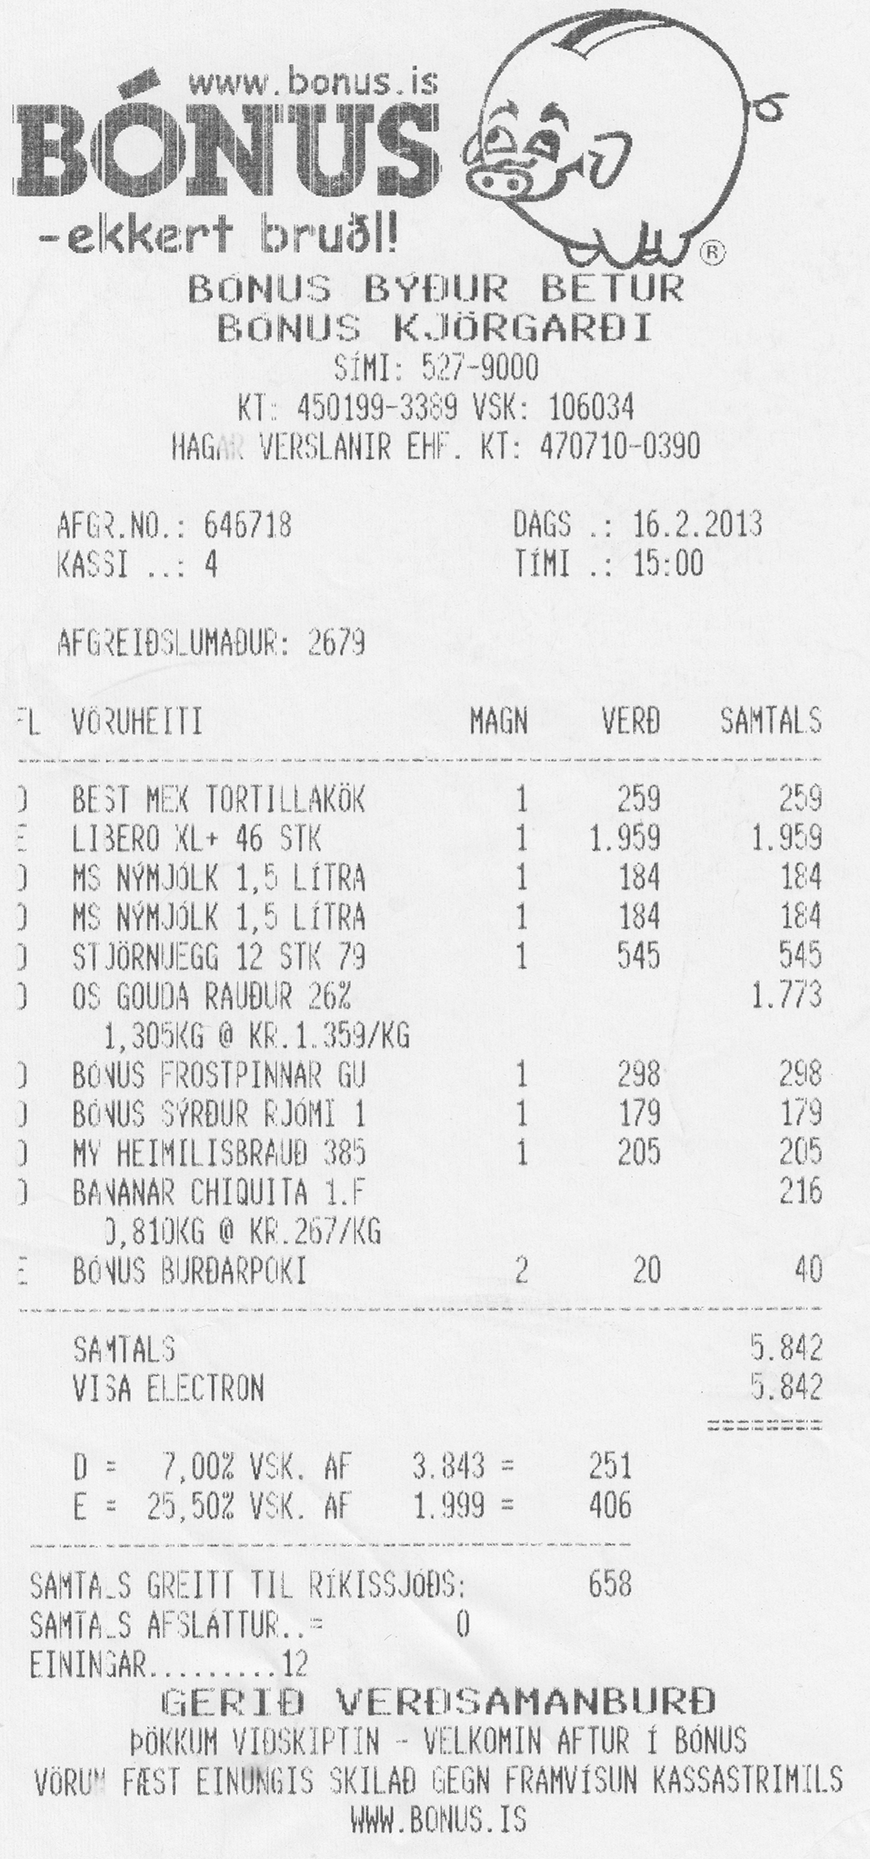 www.bonus.is
BÓNUS
-ekkert bruðl!
®
BÓNUS BÝÐUR BETUR
BÓNUS KJÖRGARÐI
SÍMI: 527-9000
KT: 450199-3389 VSK: 106034
HAGAR VERSLANIR EHF. KT: 470710-0390
AFGR.NO.: 646718 DAGS .: 16.2.2013
KASSI ..: 4 TÍMI .: 15:00
AFGREIÐSLUMAÐUR: 2679
FL VÖRUHEITI MAGN VERÐ SAMTALS
D BEST MEX TORTILLAKÖK 1 259 259
E LIBERO XL+ 46 STK 1 1.959 1.959
D MS NÝMJÓLK 1,5 LÍTRA 1 184 184
D MS NÝMJÓLK 1,5 LÍTRA 1 184 184
D STJÖRNUEGG 12 STK 79 1 545 545
D OS GOUDA RAUÐUR 26% 1.773
1,305KG @ KR.1.359/KG
D BÓNUS FROSTPINNAR GU 1 298 298
D BÓNUS SÝRÐUR RJÓMI 1 1 179 179
D MY HEIMILISBRAUÐ 385 1 205 205
D BANANAR CHIQUITA 1.F 216
0,810KG @ KR.267/KG
E BÓNUS BURÐARPOKI 2 20 40
SAMTALS 5.842
VISA ELECTRON 5.842
========
D = 7,00% VSK. AF 3.843 = 251
E = 25,50% VSK. AF 1.999 = 406
SAMTALS GREITT TIL RÍKISSJÓÐS: 658
SAMTALS AFSLÁTTUR..= 0
EININGAR.........12
GERIÐ VERÐSAMANBURÐ
ÞÖKKUM VIÐSKIPTIN - VELKOMIN AFTUR Í BÓNUS
VÖRUM FÆST EINUNGIS SKILAÐ GEGN FRAMVÍSUN KASSASTRIMILS
WWW.BONUS.IS